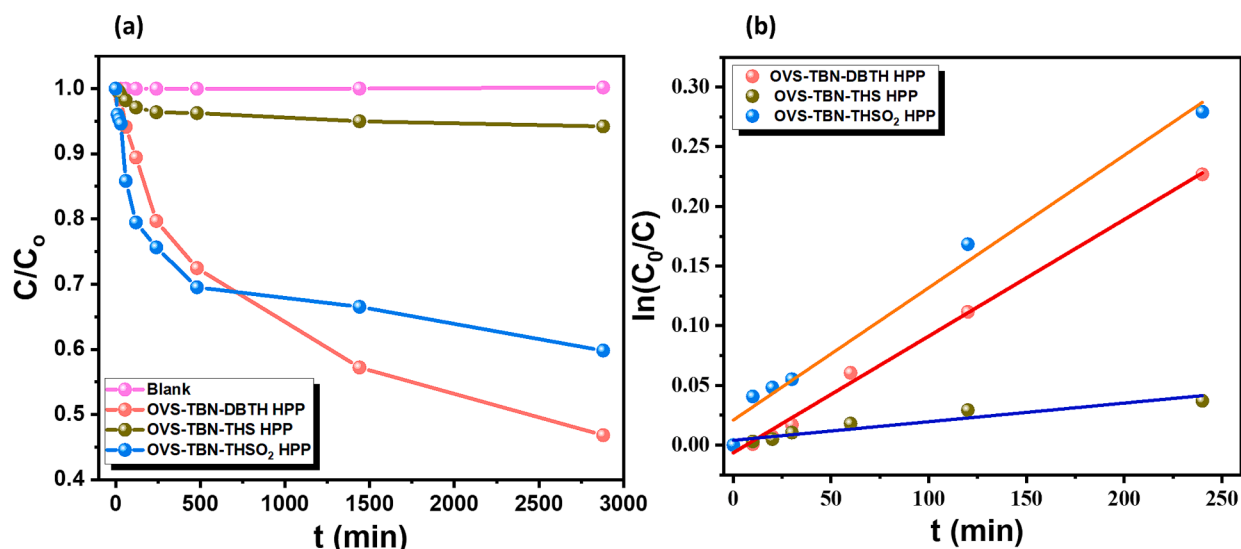 (a)
1.0
0.9
0.8
0.7
0.6
0.5
0.4
C/Cₒ
Blank
OVS-TBN-DBTH HPP
OVS-TBN-THS HPP
OVS-TBN-THSO₂ HPP
0 500 1000 1500 2000 2500 3000
t (min)
(b)
0.30
0.25
0.20
0.15
0.10
0.05
0.00
ln(C₀/C)
OVS-TBN-DBTH HPP
OVS-TBN-THS HPP
OVS-TBN-THSO₂ HPP
0 50 100 150 200 250
t (min)